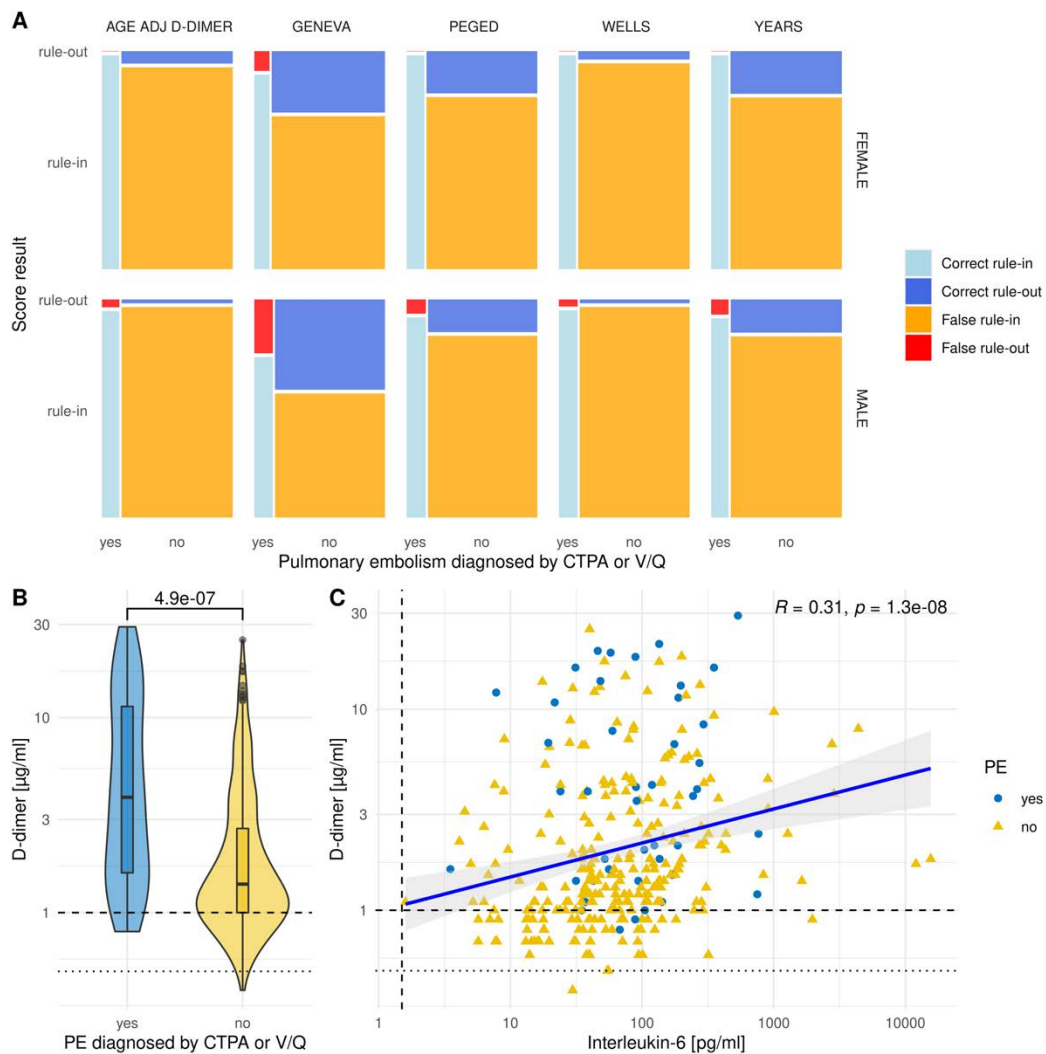 A
AGE ADJ D-DIMER GENEVA PEGED WELLS YEARS
rule-out
rule-in
FEMALE
Score result
rule-out
rule-in
MALE
Correct rule-in
Correct rule-out
False rule-in
False rule-out
yes no yes no yes no yes no yes no
Pulmonary embolism diagnosed by CTPA or V/Q
B
4.9e-07
30
10
3
1
D-dimer [µg/ml]
yes no
PE diagnosed by CTPA or V/Q
C
R = 0.31, p = 1.3e-08
30
10
3
1
D-dimer [µg/ml]
1 10 100 1000 10000
Interleukin-6 [pg/ml]
PE
yes
no